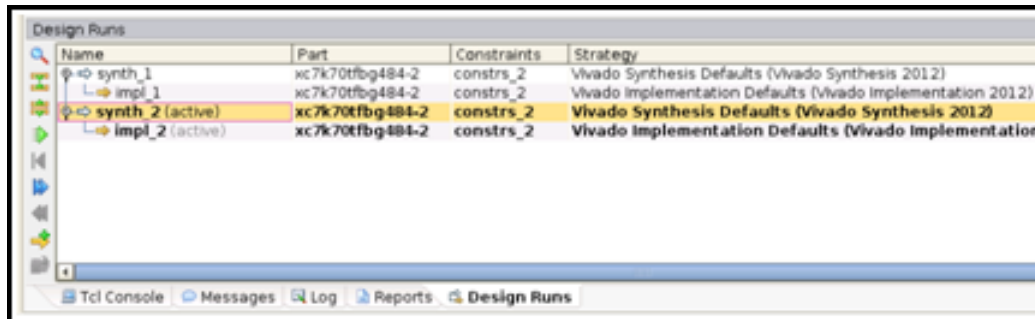 Design Runs
Name Part Constraints Strategy
synth_1 xc7k70tfbg484-2 constrs_2 Vivado Synthesis Defaults (Vivado Synthesis 2012)
impl_1 xc7k70tfbg484-2 constrs_2 Vivado Implementation Defaults (Vivado Implementation 2012)
synth_2 (active) xc7k70tfbg484-2 constrs_2 Vivado Synthesis Defaults (Vivado Synthesis 2012)
impl_2 (active) xc7k70tfbg484-2 constrs_2 Vivado Implementation Defaults (Vivado Implementation
Tcl Console Messages Log Reports Design Runs